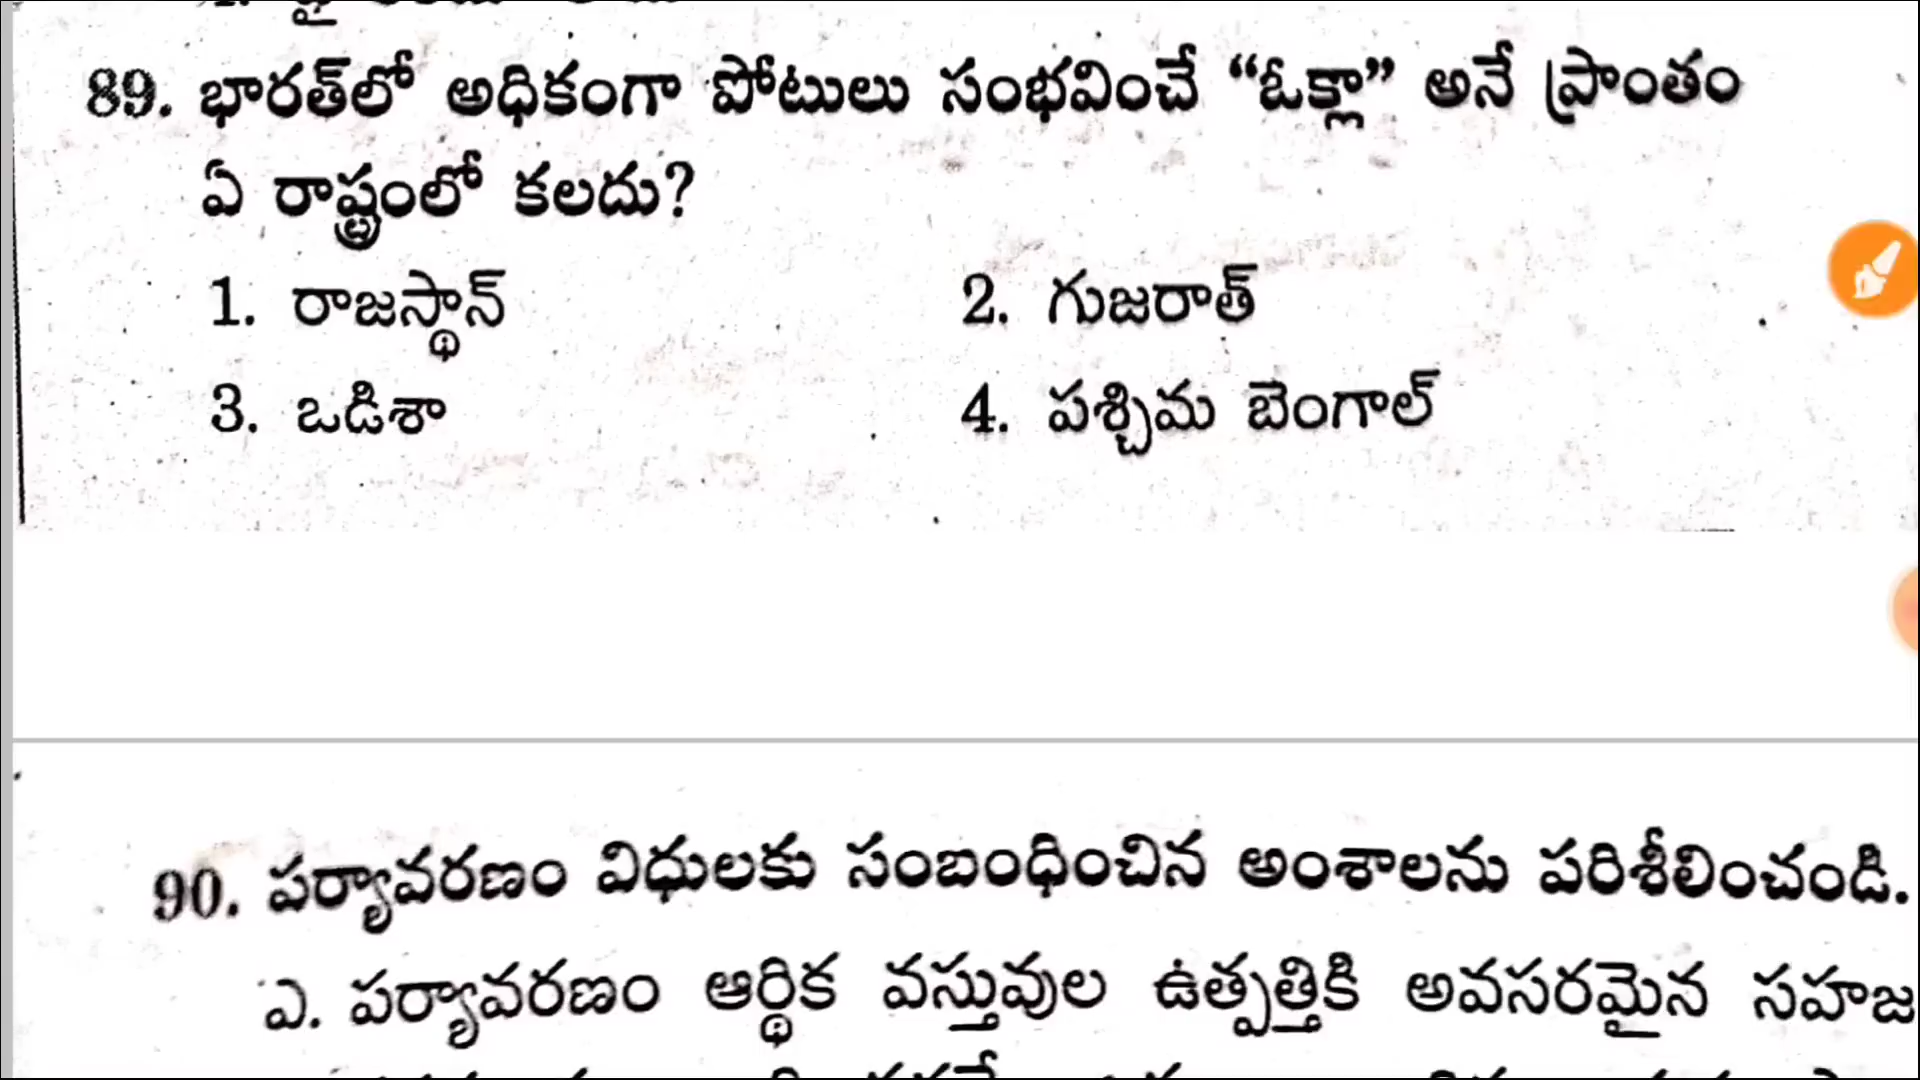 89. భారత్‌లో అధికంగా పోటులు సంభవించే “ఓక్లా” అనే ప్రాంతం
ఏ రాష్ట్రంలో కలదు?
1. రాజస్థాన్ 2. గుజరాత్
3. ఒడిశా 4. పశ్చిమ బెంగాల్
90. పర్యావరణం విధులకు సంబంధించిన అంశాలను పరిశీలించండి.
ఎ. పర్యావరణం ఆర్థిక వస్తువుల ఉత్పత్తికి అవసరమైన సహజ